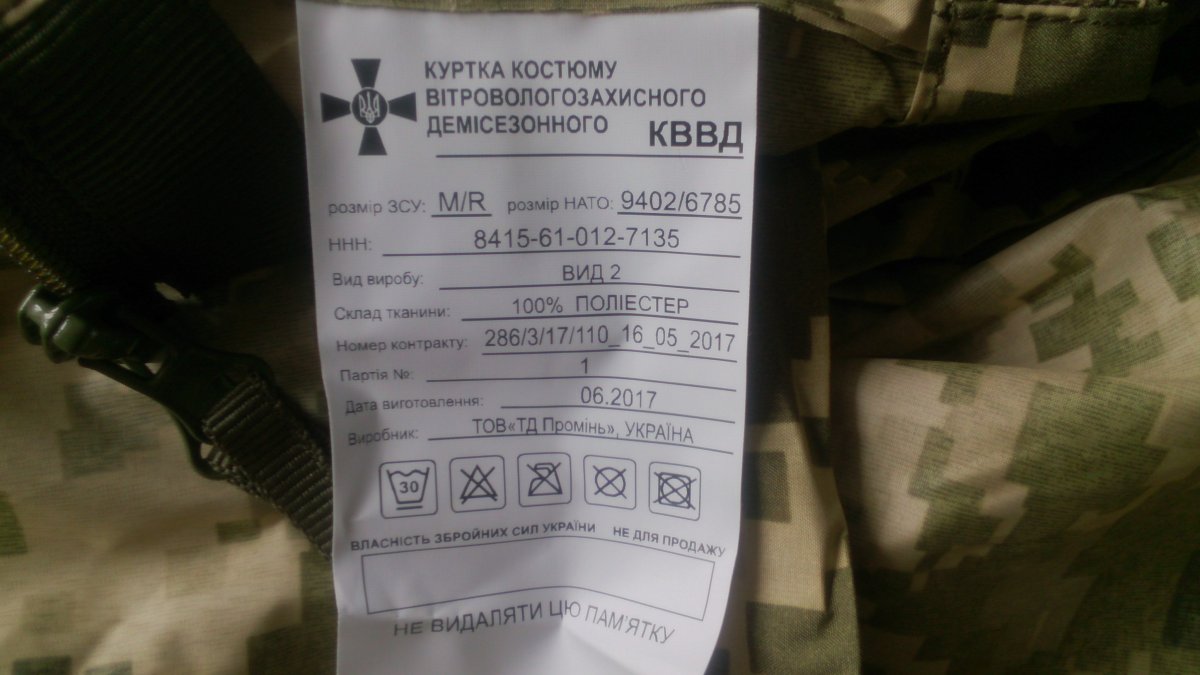 КУРТКА КОСТЮМУ
ВІТРОВОЛОГОЗАХИСНОГО
ДЕМІСЕЗОННОГО КВВД
розмір ЗСУ: M/R розмір НАТО: 9402/6785
ННН: 8415-61-012-7135
Вид виробу: ВИД 2
Склад тканини: 100% ПОЛІЕСТЕР
Номер контракту: 286/3/17/110_16_05_2017
Партія №: 1
Дата виготовлення: 06.2017
Виробник: ТОВ«ТД Промінь», УКРАЇНА
30
ВЛАСНІСТЬ ЗБРОЙНИХ СИЛ УКРАЇНИ НЕ ДЛЯ ПРОДАЖУ
НЕ ВИДАЛЯТИ ЦЮ ПАМ'ЯТКУ